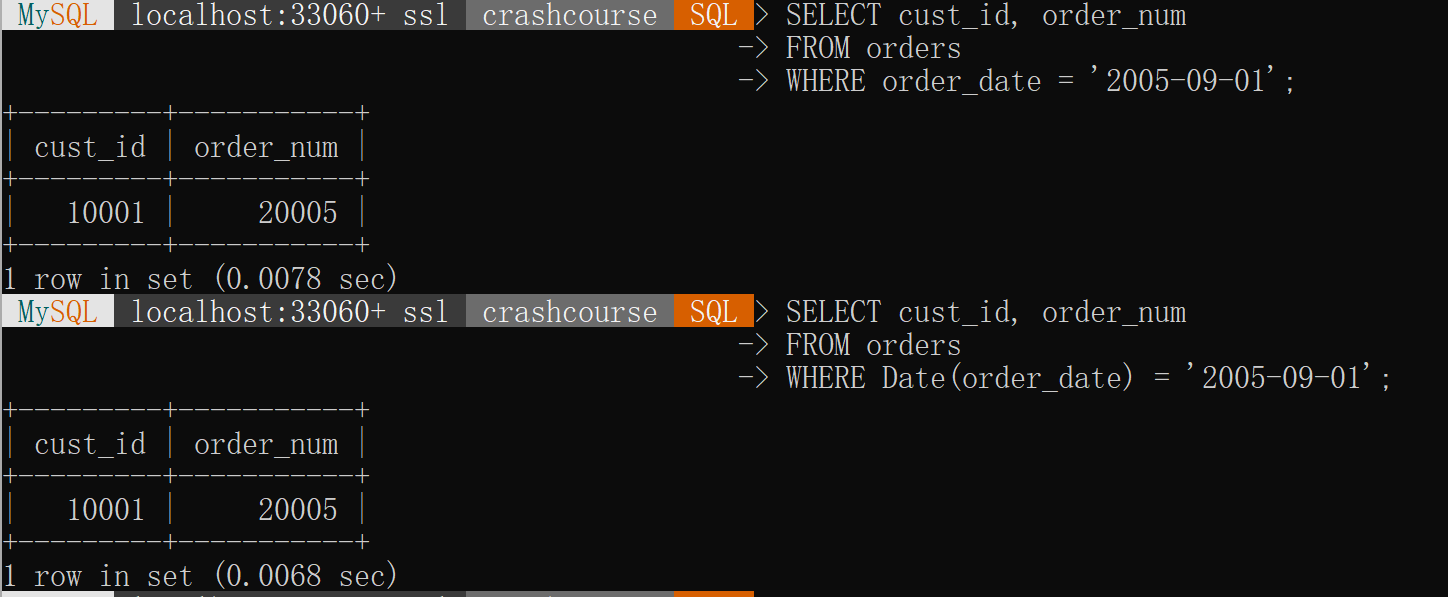 MySQL localhost:33060+ ssl crashcourse SQL > SELECT cust_id, order_num
-> FROM orders
-> WHERE order_date = '2005-09-01';
+---------+-----------+
| cust_id | order_num |
+---------+-----------+
|   10001 |     20005 |
+---------+-----------+
1 row in set (0.0078 sec)
MySQL localhost:33060+ ssl crashcourse SQL > SELECT cust_id, order_num
-> FROM orders
-> WHERE Date(order_date) = '2005-09-01';
+---------+-----------+
| cust_id | order_num |
+---------+-----------+
|   10001 |     20005 |
+---------+-----------+
1 row in set (0.0068 sec)